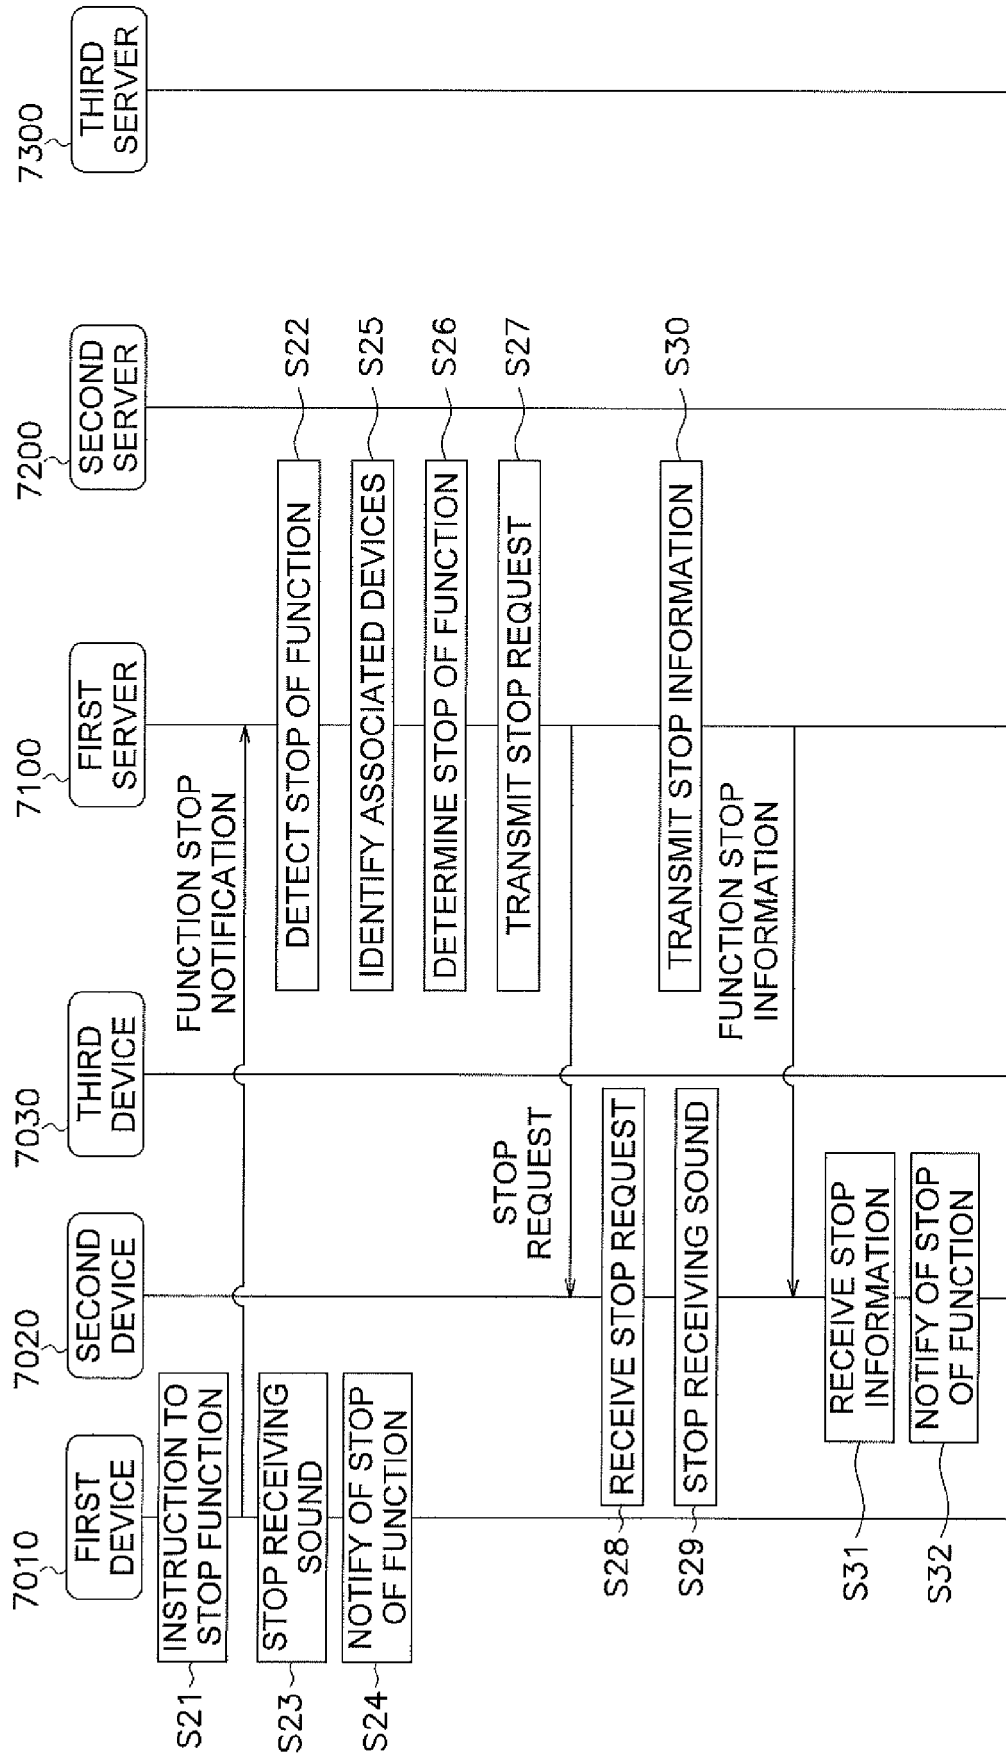 7010
FIRST
DEVICE
7020
SECOND
DEVICE
7030
THIRD
DEVICE
7100
FIRST
SERVER
7200
SECOND
SERVER
7300
THIRD
SERVER
S21
INSTRUCTION TO
STOP FUNCTION
FUNCTION STOP
NOTIFICATION
S23
STOP RECEIVING
SOUND
DETECT STOP OF FUNCTION
S22
S24
NOTIFY OF STOP
OF FUNCTION
IDENTIFY ASSOCIATED DEVICES
S25
DETERMINE STOP OF FUNCTION
S26
TRANSMIT STOP REQUEST
S27
STOP
REQUEST
S28
RECEIVE STOP REQUEST
S29
STOP RECEIVING SOUND
TRANSMIT STOP INFORMATION
S30
FUNCTION STOP
INFORMATION
S31
RECEIVE STOP
INFORMATION
S32
NOTIFY OF STOP
OF FUNCTION